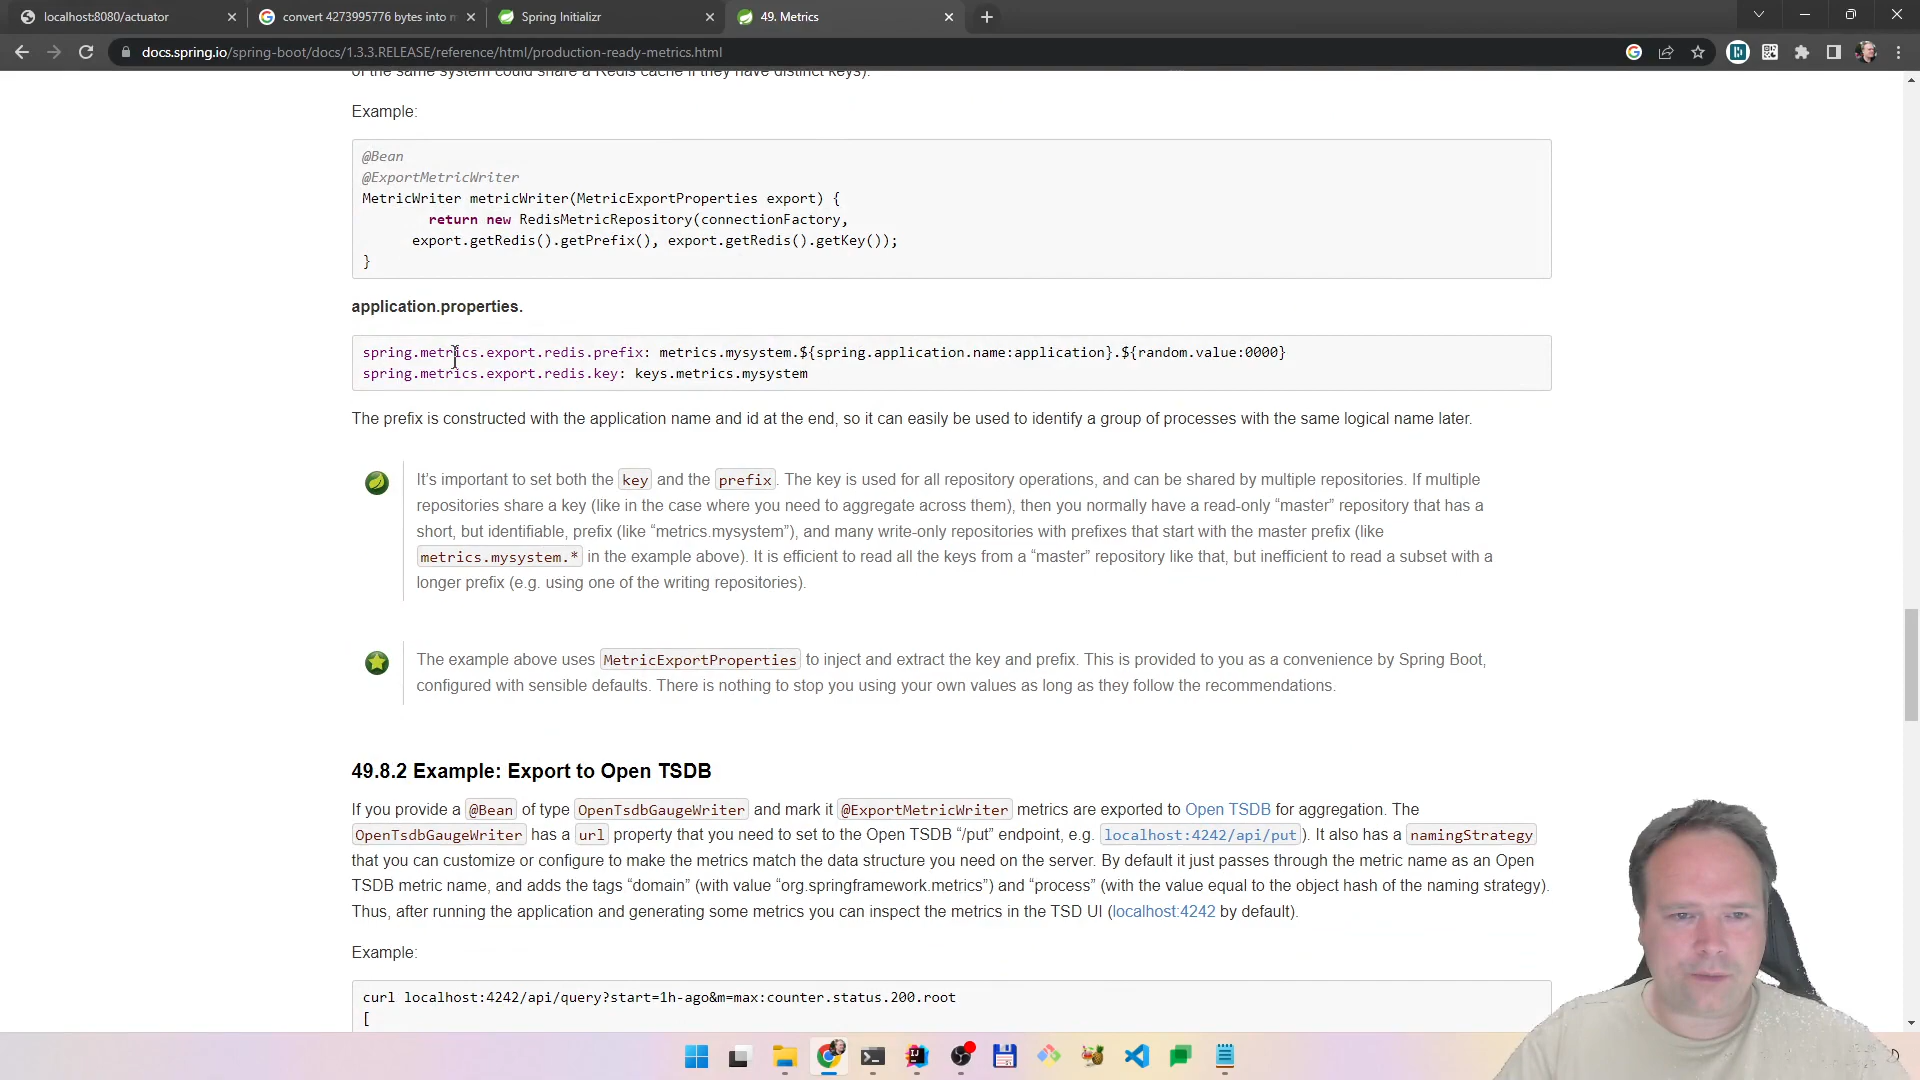 localhost:8080/actuator
convert 4273995776 bytes into m
Spring Initializr
49. Metrics
docs.spring.io/spring-boot/docs/1.3.3.RELEASE/reference/html/production-ready-metrics.html
of the same system could share a Redis cache if they have distinct keys).
Example:
@Bean
@ExportMetricWriter
MetricWriter metricWriter(MetricExportProperties export) {
return new RedisMetricRepository(connectionFactory,
export.getRedis().getPrefix(), export.getRedis().getKey());
}
application.properties.
spring.metrics.export.redis.prefix: metrics.mysystem.${spring.application.name:application}.${random.value:0000}
spring.metrics.export.redis.key: keys.metrics.mysystem
The prefix is constructed with the application name and id at the end, so it can easily be used to identify a group of processes with the same logical name later.
It's important to set both the key and the prefix. The key is used for all repository operations, and can be shared by multiple repositories. If multiple
repositories share a key (like in the case where you need to aggregate across them), then you normally have a read-only “master” repository that has a
short, but identifiable, prefix (like “metrics.mysystem”), and many write-only repositories with prefixes that start with the master prefix (like
metrics.mysystem.* in the example above). It is efficient to read all the keys from a “master” repository like that, but inefficient to read a subset with a
longer prefix (e.g. using one of the writing repositories).
The example above uses MetricExportProperties to inject and extract the key and prefix. This is provided to you as a convenience by Spring Boot,
configured with sensible defaults. There is nothing to stop you using your own values as long as they follow the recommendations.
49.8.2 Example: Export to Open TSDB
If you provide a @Bean of type OpenTsdbGaugeWriter and mark it @ExportMetricWriter metrics are exported to Open TSDB for aggregation. The
OpenTsdbGaugeWriter has a url property that you need to set to the Open TSDB “/put” endpoint, e.g. localhost:4242/api/put). It also has a namingStrategy
that you can customize or configure to make the metrics match the data structure you need on the server. By default it just passes through the metric name as an Open
TSDB metric name, and adds the tags “domain” (with value “org.springframework.metrics”) and “process” (with the value equal to the object hash of the naming strategy).
Thus, after running the application and generating some metrics you can inspect the metrics in the TSD UI (localhost:4242 by default).
Example:
curl localhost:4242/api/query?start=1h-ago&m=max:counter.status.200.root
[